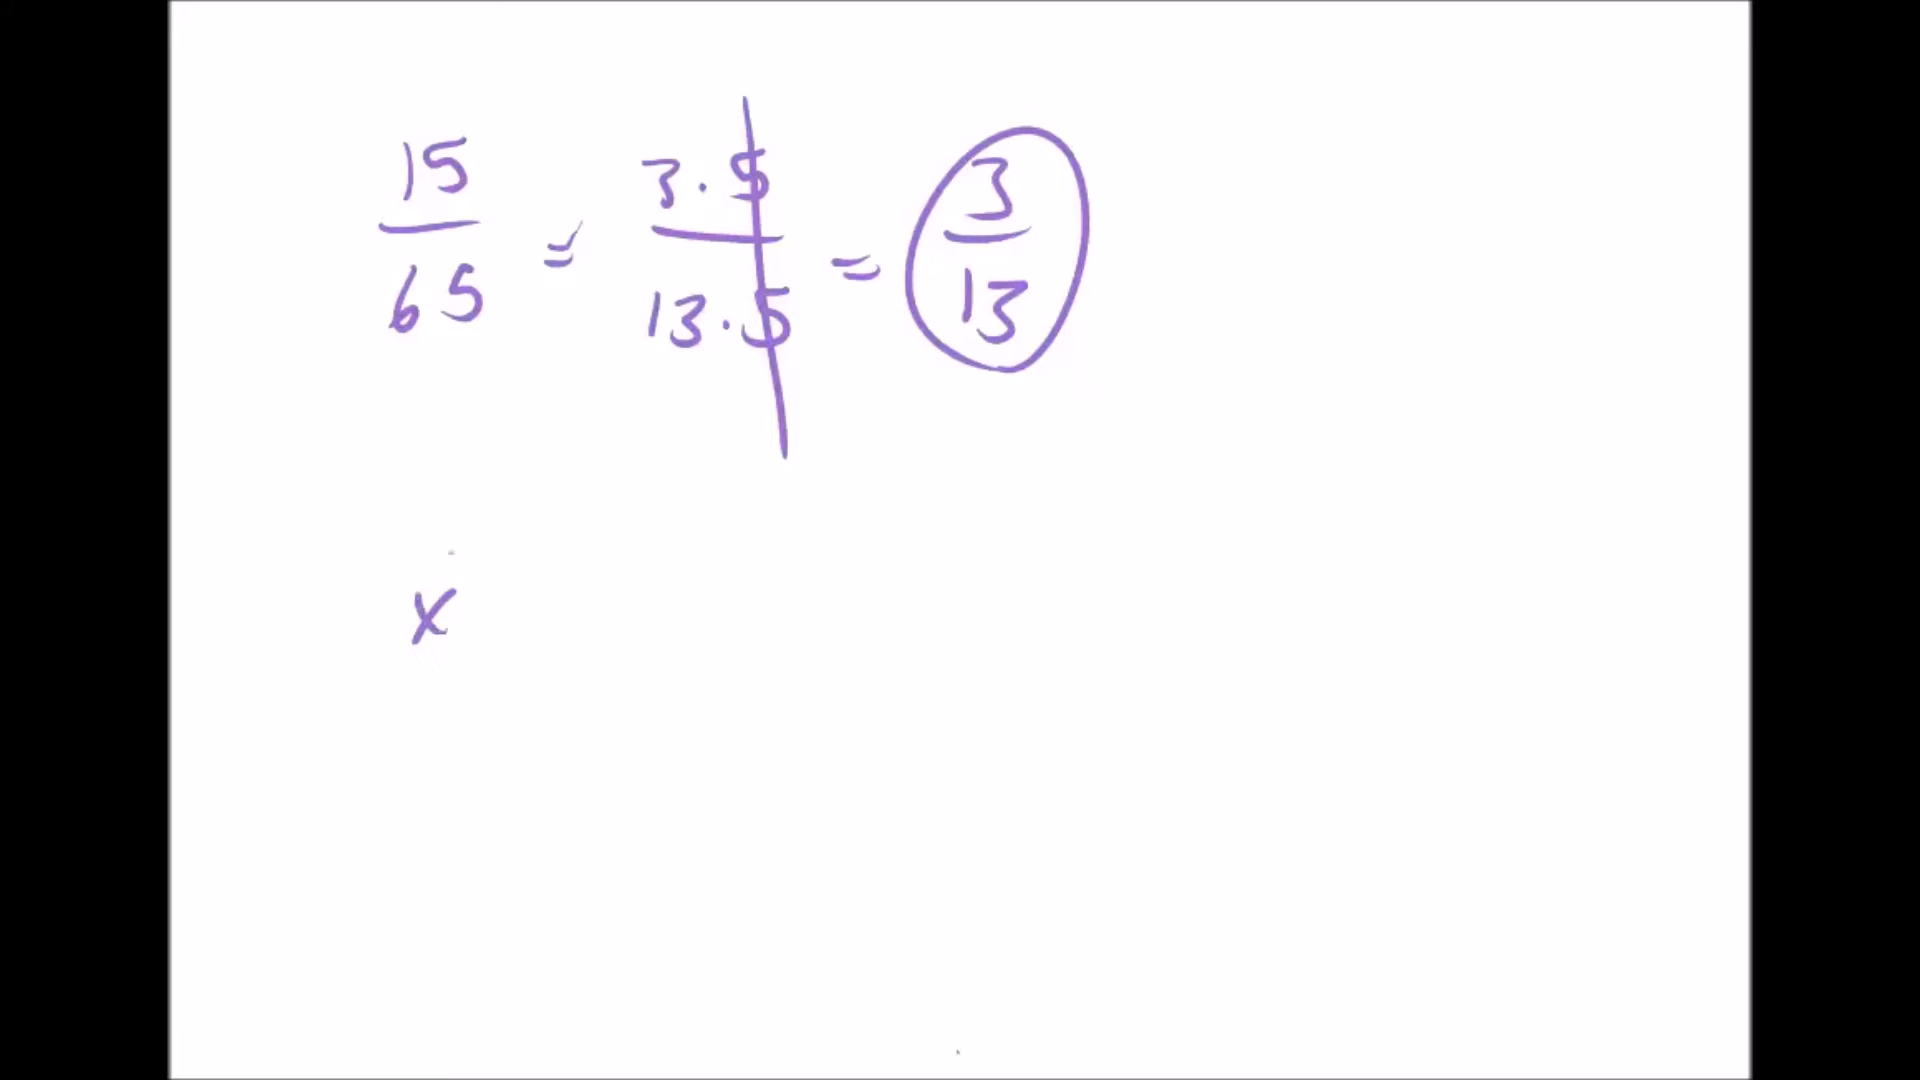 15/65 = 3·5/13·5 = 3/13
x